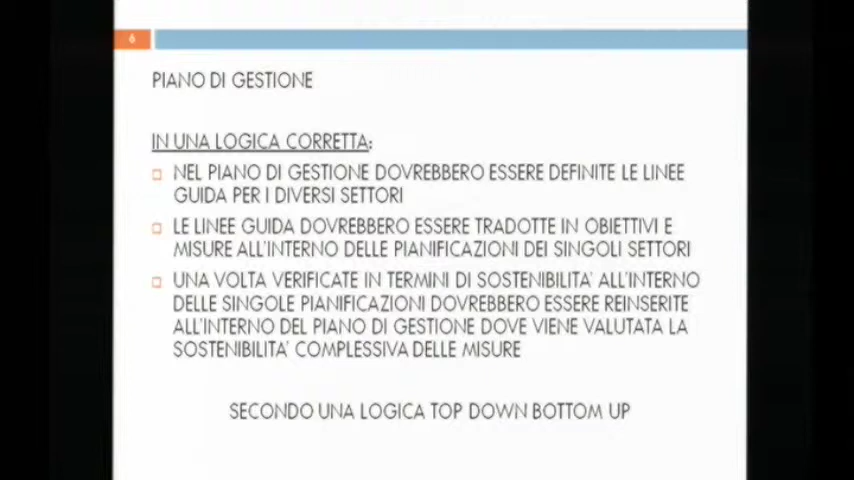 6
PIANO DI GESTIONE
IN UNA LOGICA CORRETTA:
NEL PIANO DI GESTIONE DOVREBBERO ESSERE DEFINITE LE LINEE
GUIDA PER I DIVERSI SETTORI
LE LINEE GUIDA DOVREBBERO ESSERE TRADOTTE IN OBIETTIVI E
MISURE ALL'INTERNO DELLE PIANIFICAZIONI DEI SINGOLI SETTORI
UNA VOLTA VERIFICATE IN TERMINI DI SOSTENIBILITA' ALL'INTERNO
DELLE SINGOLE PIANIFICAZIONI DOVREBBERO ESSERE REINSERITE
ALL'INTERNO DEL PIANO DI GESTIONE DOVE VIENE VALUTATA LA
SOSTENIBILITA' COMPLESSIVA DELLE MISURE
SECONDO UNA LOGICA TOP DOWN BOTTOM UP